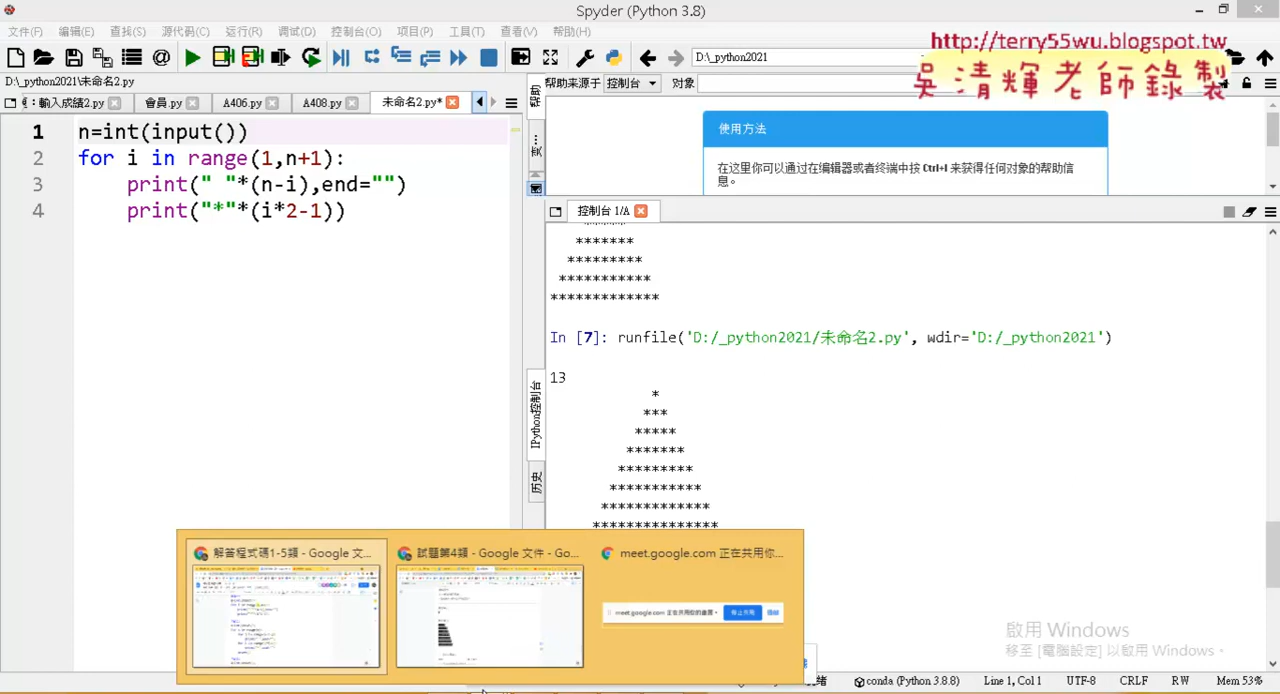 Spyder (Python 3.8)
文件(F) 编辑(E) 查找(S) 源代码(C) 运行(R) 调试(D) 控制台(O) 项目(P) 工具(T) 查看(V) 帮助(H)
D:\_python2021
http://terry55wu.blogspot.tw
吳清輝老師錄製
D:\_python2021\未命名2.py
帮助来源于 控制台 对象
输入成績2.py 會員.py A406.py A408.py 未命名2.py*
1 n=int(input())
2 for i in range(1,n+1):
3 print(" "*(n-i),end="")
4 print("*"*(i*2-1))
使用方法
在这里你可以通过在编辑器或者终端中按 Ctrl+I 来获得任何对象的帮助信
息。
控制台 1/A
*******
*********
***********
*************
In [7]: runfile('D:/_python2021/未命名2.py', wdir='D:/_python2021')
13
*
***
*****
*******
*********
***********
*************
***************
IPython控制台
历史
解答程式碼1-5類 - Google 文...
試題第4類 - Google 文件 - Go...
meet.google.com 正在共用你...
啟用 Windows
移至 [電腦設定] 以啟用 Windows。
conda (Python 3.8.8) Line 1, Col 1 UTF-8 CRLF RW Mem 53%